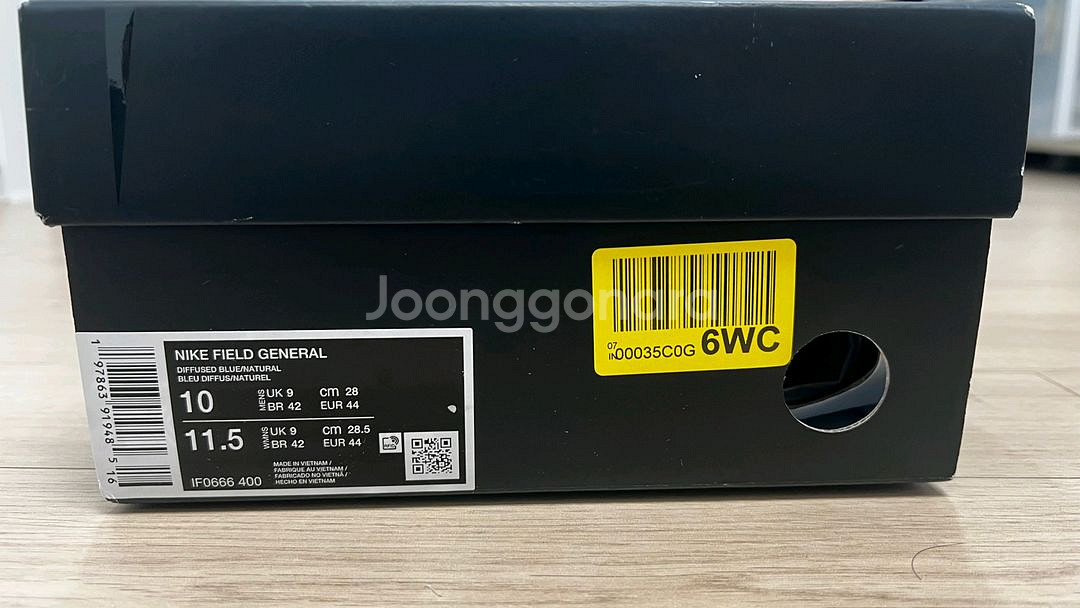 Joonggonara
07
IN00035C0G 6WC
NIKE FIELD GENERAL
DIFFUSED BLUE/NATURAL
BLEU DIFFUS/NATUREL
10 MENS UK 9 cm 28
BR 42 EUR 44
11.5 WMNS UK 9 cm 28.5
BR 42 EUR 44
MADE IN VIETNAM /
FABRIQUE AU VIETNAM /
FABRICADO NO VIETNÃ /
HECHO EN VIETNAM
IF0666 400
1 97863 91948 5 16